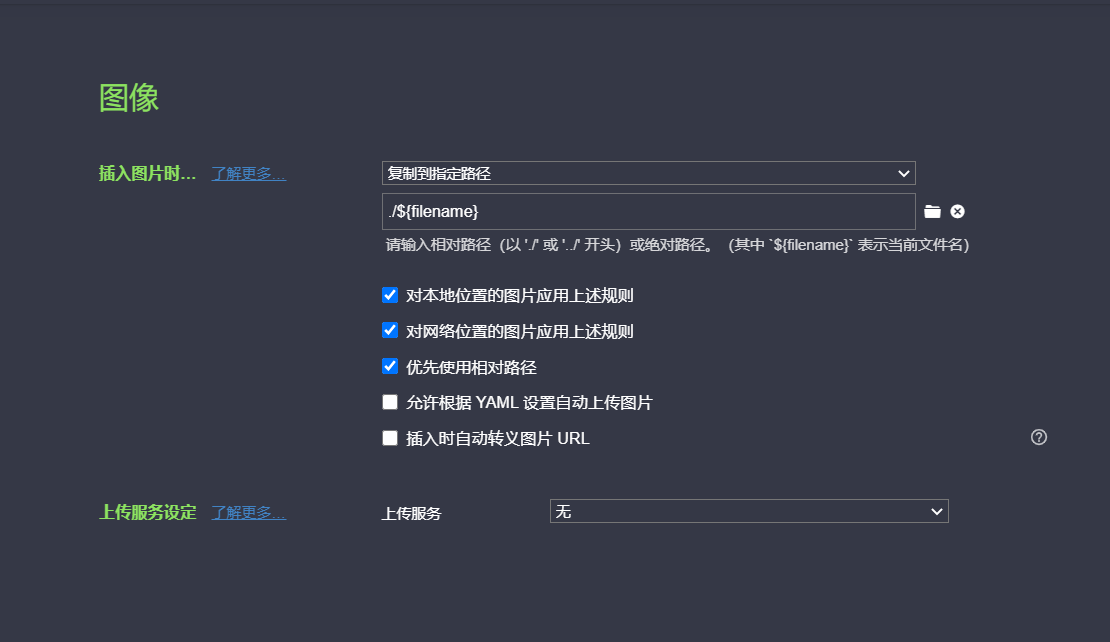 图像
插入图片时... 了解更多... 复制到指定路径
./${filename}
请输入相对路径（以 './' 或 '../' 开头）或绝对路径。（其中 `${filename}` 表示当前文件名）
对本地位置的图片应用上述规则
对网络位置的图片应用上述规则
优先使用相对路径
允许根据 YAML 设置自动上传图片
插入时自动转义图片 URL
上传服务设定 了解更多... 上传服务 无